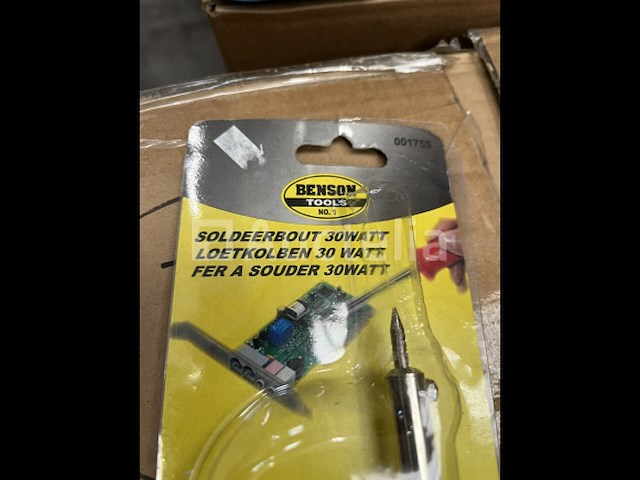 001755
BENSON
TOOLS
NO. 1
SOLDEERBOUT 30WATT
LOETKOLBEN 30 WATT
FER A SOUDER 30WATT